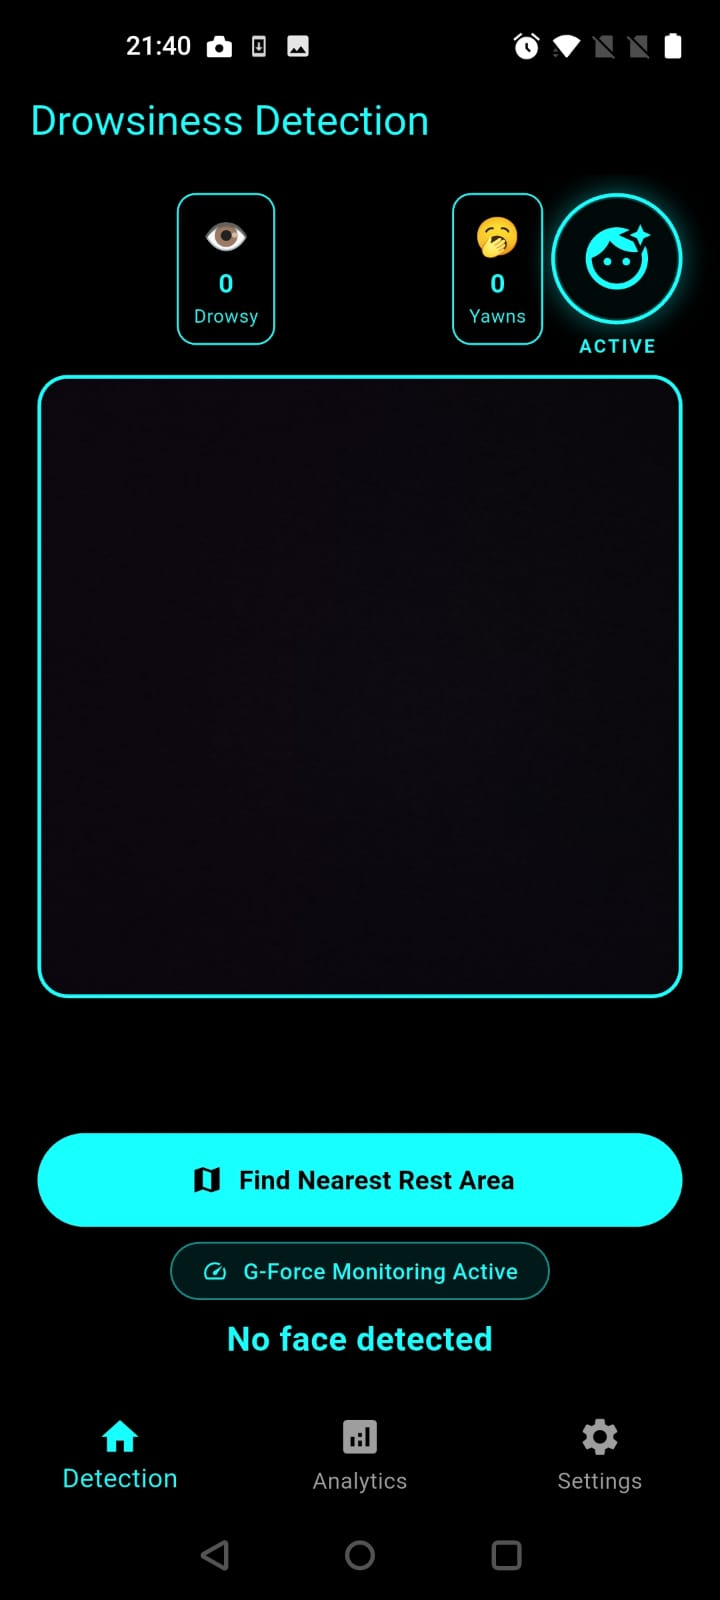 21:40
Drowsiness Detection
0
Drowsy
0
Yawns
ACTIVE
Find Nearest Rest Area
G-Force Monitoring Active
No face detected
Detection
Analytics
Settings